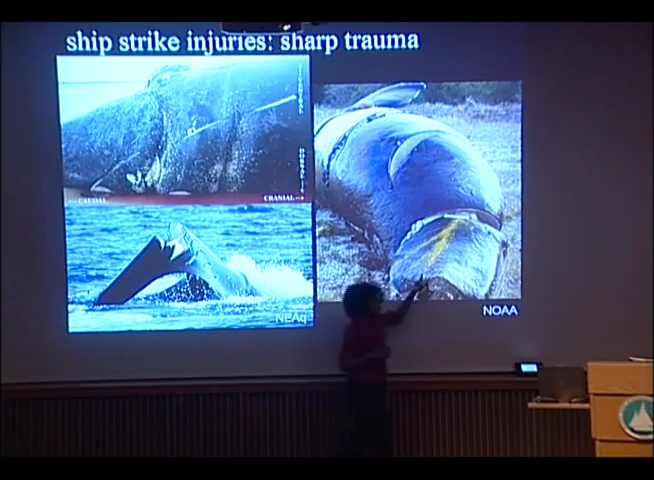 ship strike injuries: sharp trauma
<--CAUDAL
CRANIAL-->
NEAq
NOAA